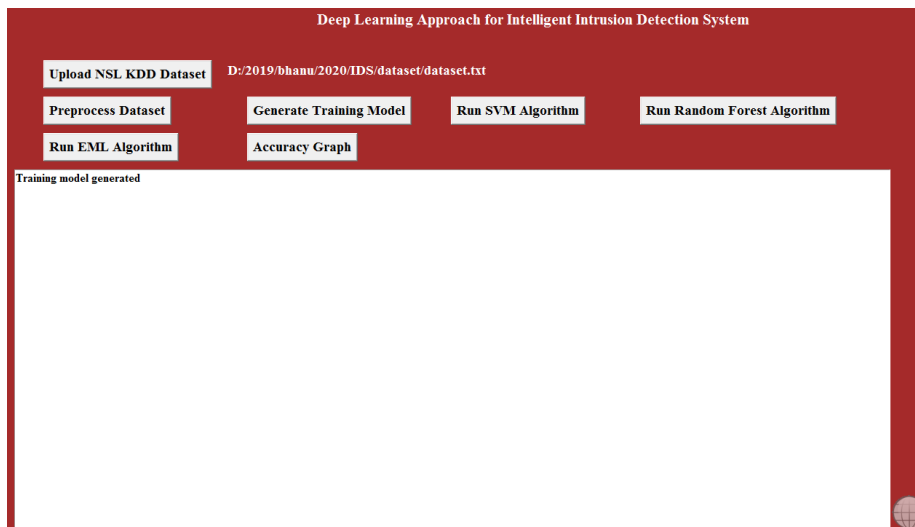 Deep Learning Approach for Intelligent Intrusion Detection System
Upload NSL KDD Dataset D:/2019/bhanu/2020/IDS/dataset/dataset.txt
Preprocess Dataset Generate Training Model Run SVM Algorithm Run Random Forest Algorithm
Run EML Algorithm Accuracy Graph
Training model generated